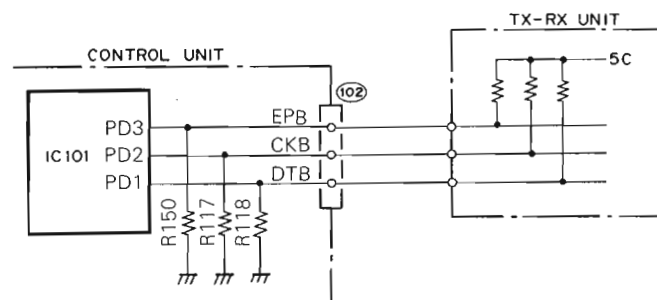 TX-RX UNIT
CONTROL UNIT
5C
102
EPB
PD3
CKB
IC101
PD2
DTB
PD1
R150
R117
R118